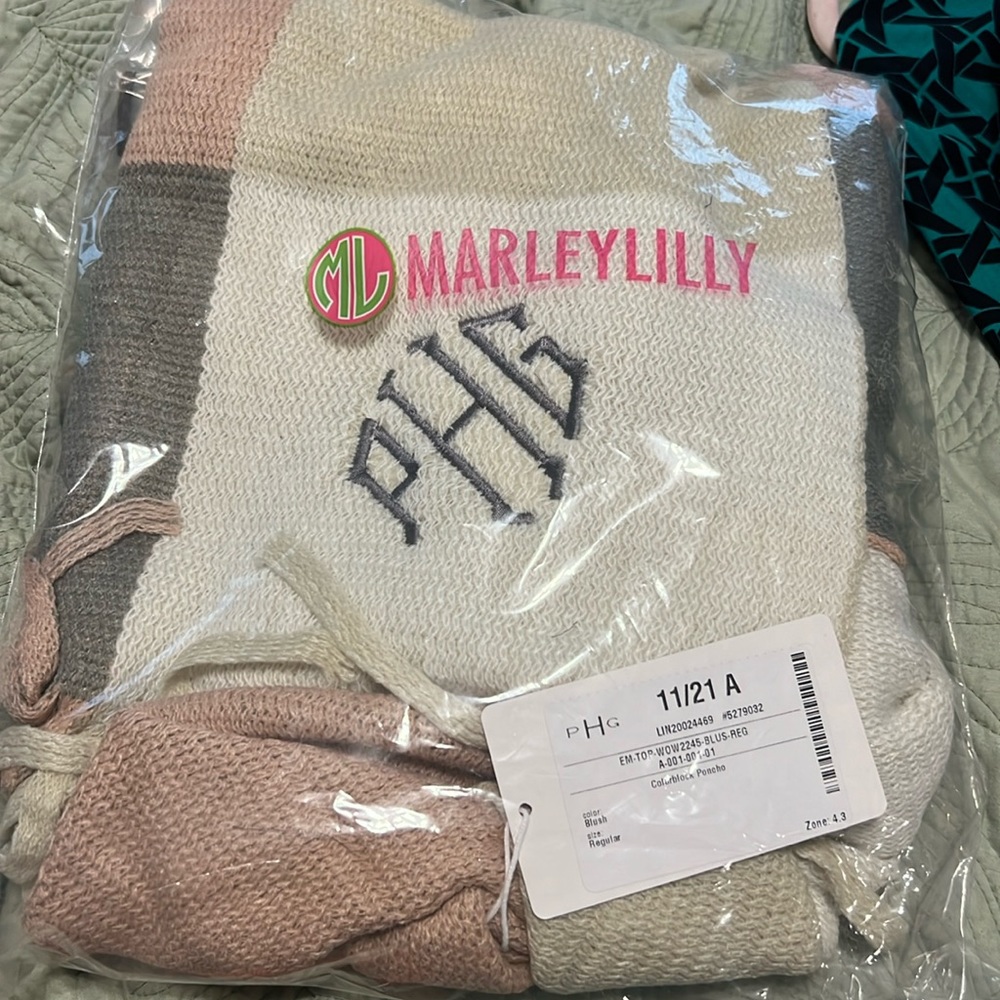 ML MARLEYLILLY
PHG
11/21 A
PHG LIN20024469 #5279032
EM-TOP-WOW2245-BLUS-REG
A-001-001-01
Colorblock Poncho
color:
Blush
size:
Regular
Zone: 4.3